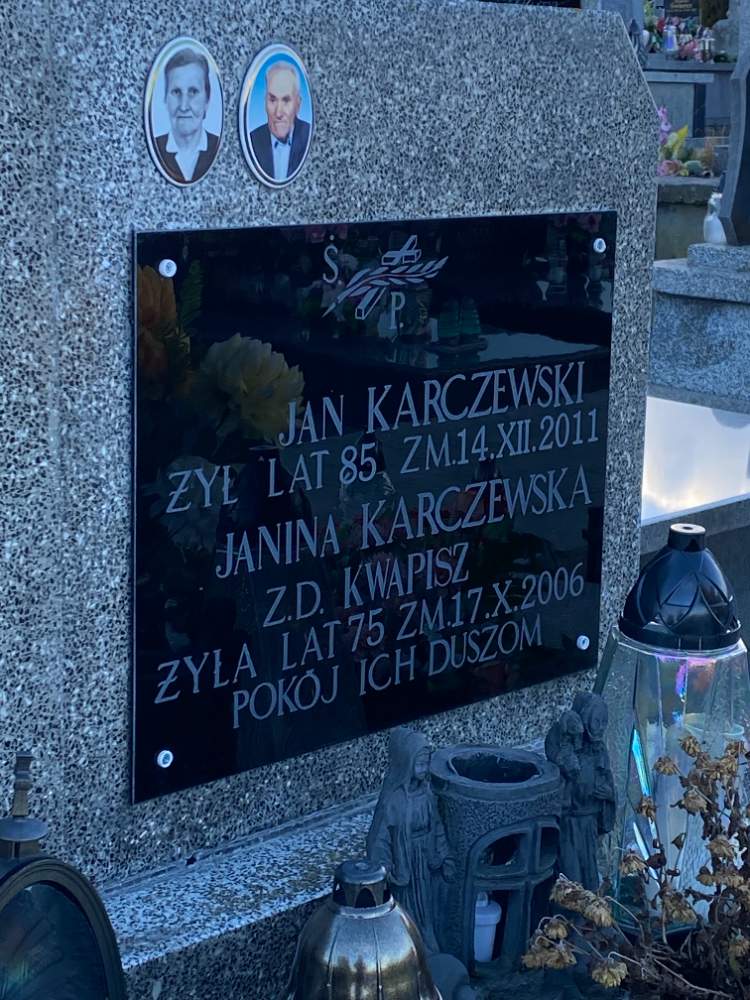 Ś.
P.
JAN KARCZEWSKI
ŻYŁ LAT 85 ZM.14.XII.2011
JANINA KARCZEWSKA
Z.D. KWAPISZ
ŻYŁA LAT 75 ZM.17.X.2006
POKÓJ ICH DUSZOM